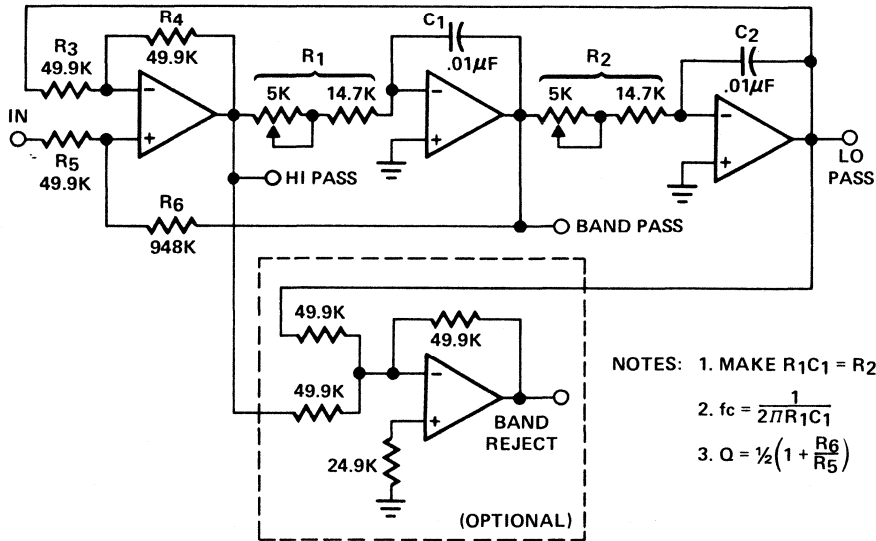 R3
49.9K
R4
49.9K
R1
5K
14.7K
C1
.01µF
R2
5K
14.7K
C2
.01µF
IN
R5
49.9K
R6
948K
HI PASS
BAND PASS
LO
PASS
49.9K
49.9K
49.9K
24.9K
BAND
REJECT
(OPTIONAL)
NOTES: 1. MAKE R1C1 = R2
2. fc = 1/2ΠR1C1
3. Q = ½(1 + R6/R5)